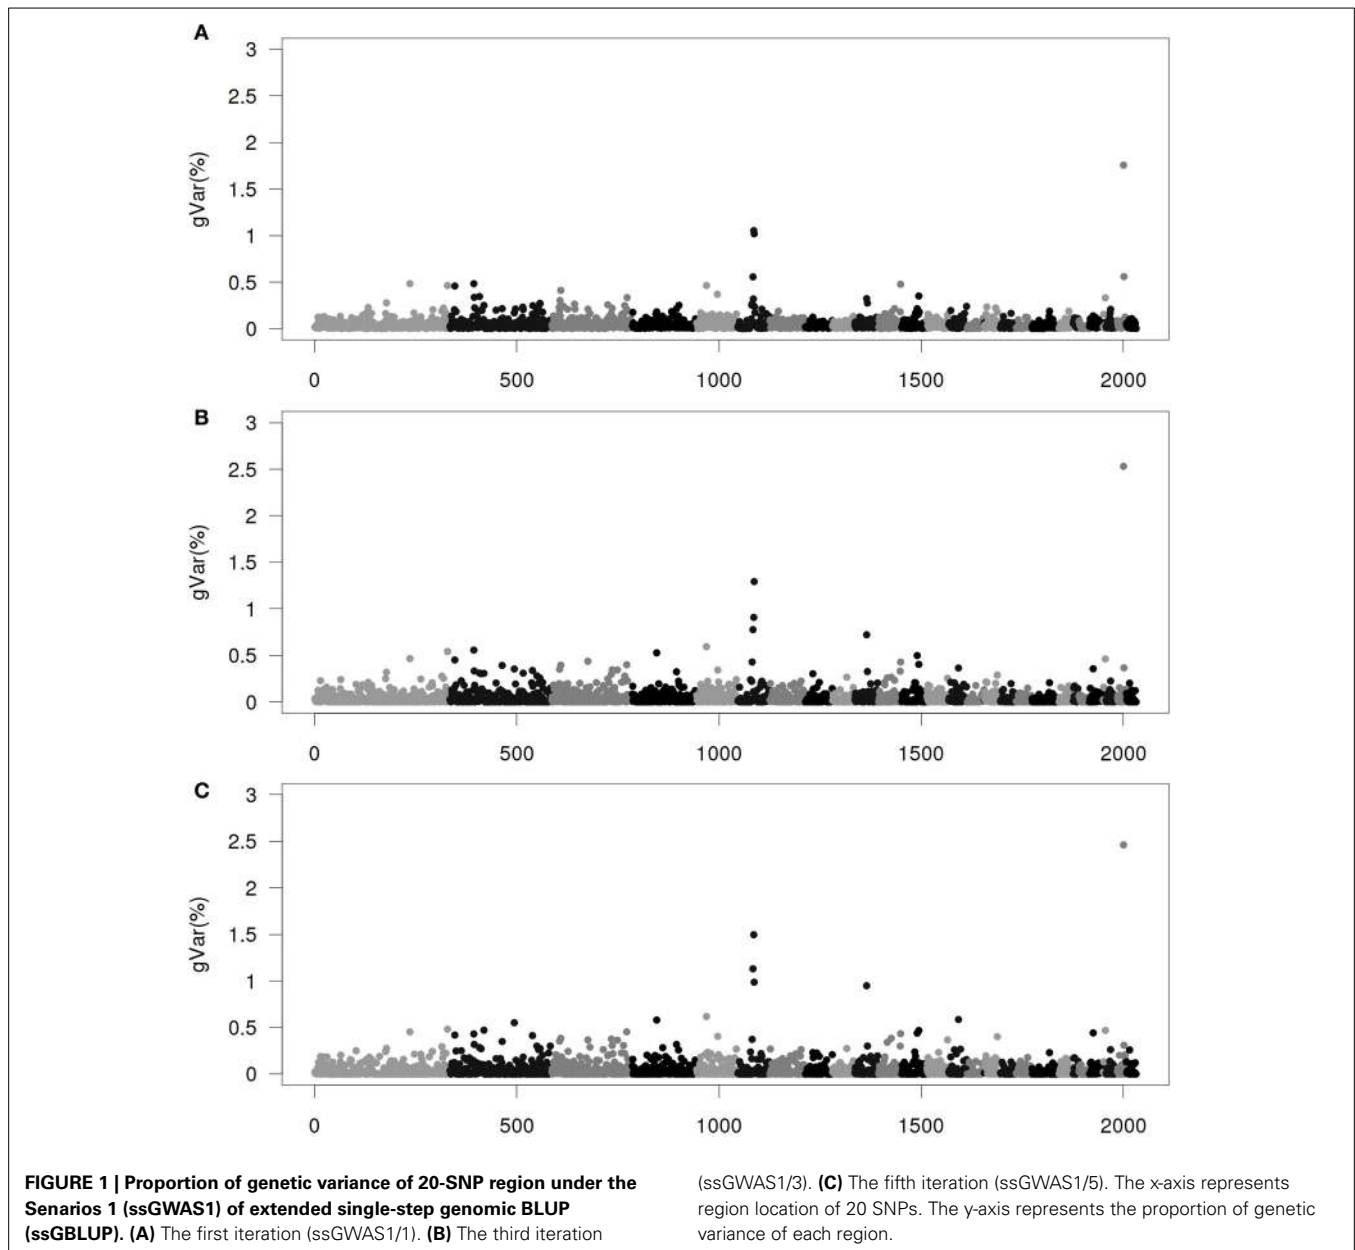 A
3
2.5
2
1.5
1
0.5
0
gVar(%)
0 500 1000 1500 2000
B
3
2.5
2
1.5
1
0.5
0
gVar(%)
0 500 1000 1500 2000
C
3
2.5
2
1.5
1
0.5
0
gVar(%)
0 500 1000 1500 2000
FIGURE 1 | Proportion of genetic variance of 20-SNP region under the
Senarios 1 (ssGWAS1) of extended single-step genomic BLUP
(ssGBLUP). (A) The first iteration (ssGWAS1/1). (B) The third iteration
(ssGWAS1/3). (C) The fifth iteration (ssGWAS1/5). The x-axis represents
region location of 20 SNPs. The y-axis represents the proportion of genetic
variance of each region.